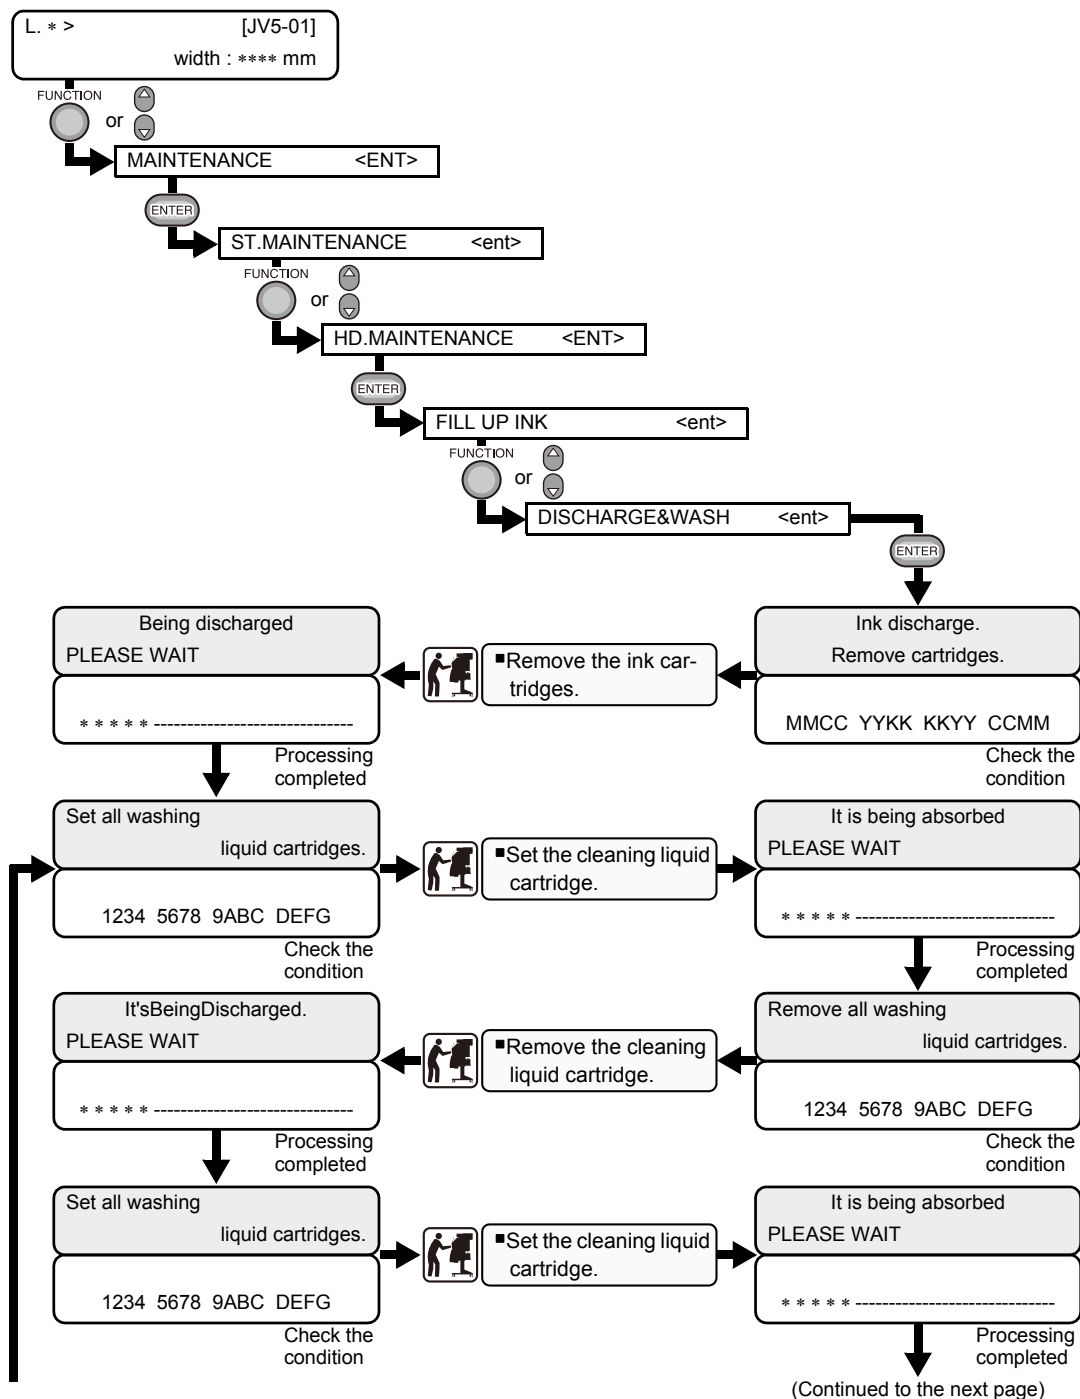 L. * > [JV5-01]
width : **** mm
FUNCTION
or
MAINTENANCE <ENT>
ENTER
ST.MAINTENANCE <ent>
FUNCTION
or
HD.MAINTENANCE <ENT>
ENTER
FILL UP INK <ent>
FUNCTION
or
DISCHARGE&WASH <ent>
ENTER
Ink discharge.
Remove cartridges.
MMCC YYKK KKYY CCMM
Check the
condition
■Remove the ink car-
tridges.
Being discharged
PLEASE WAIT
* * * * * ------------------------------
Processing
completed
Set all washing
liquid cartridges.
1234 5678 9ABC DEFG
Check the
condition
■Set the cleaning liquid
cartridge.
It is being absorbed
PLEASE WAIT
* * * * * ------------------------------
Processing
completed
Remove all washing
liquid cartridges.
1234 5678 9ABC DEFG
Check the
condition
■Remove the cleaning
liquid cartridge.
It'sBeingDischarged.
PLEASE WAIT
* * * * * ------------------------------
Processing
completed
Set all washing
liquid cartridges.
1234 5678 9ABC DEFG
Check the
condition
■Set the cleaning liquid
cartridge.
It is being absorbed
PLEASE WAIT
* * * * * ------------------------------
Processing
completed
(Continued to the next page)